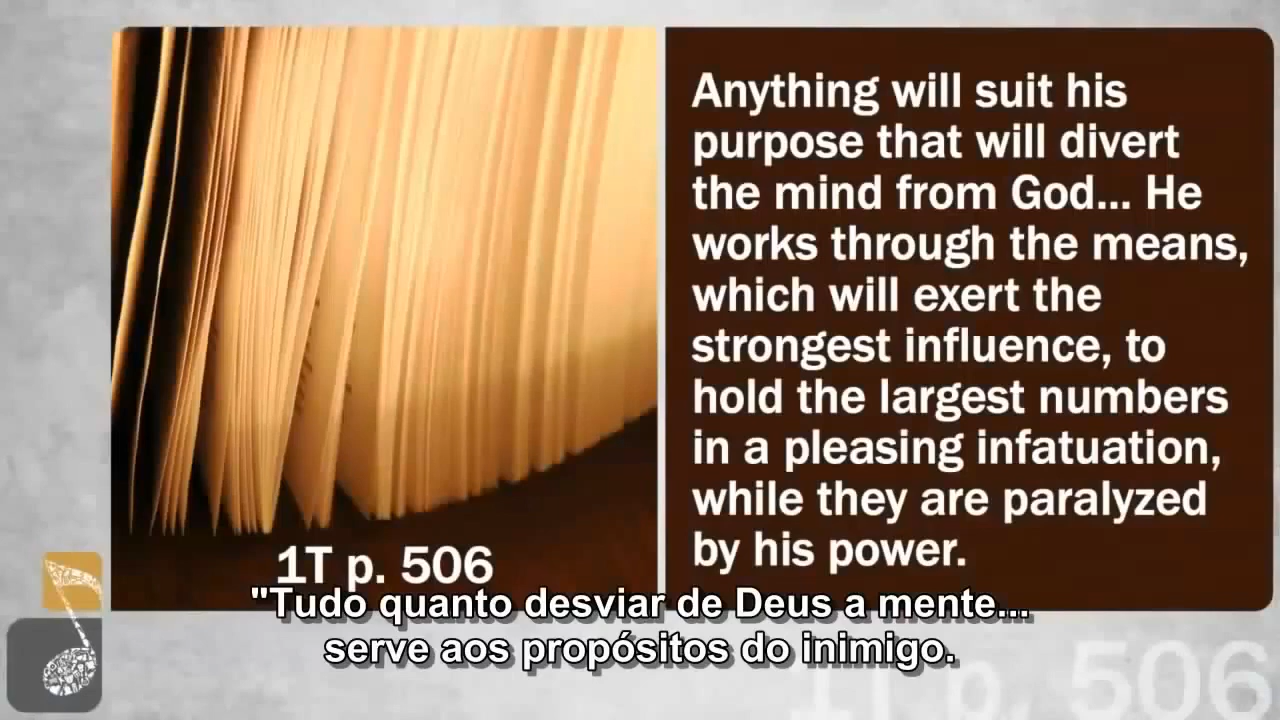 Anything will suit his
purpose that will divert
the mind from God... He
works through the means,
which will exert the
strongest influence, to
hold the largest numbers
in a pleasing infatuation,
while they are paralyzed
by his power.
1T p. 506
"Tudo quanto desviar de Deus a mente...
serve aos propósitos do inimigo.
1T p. 506